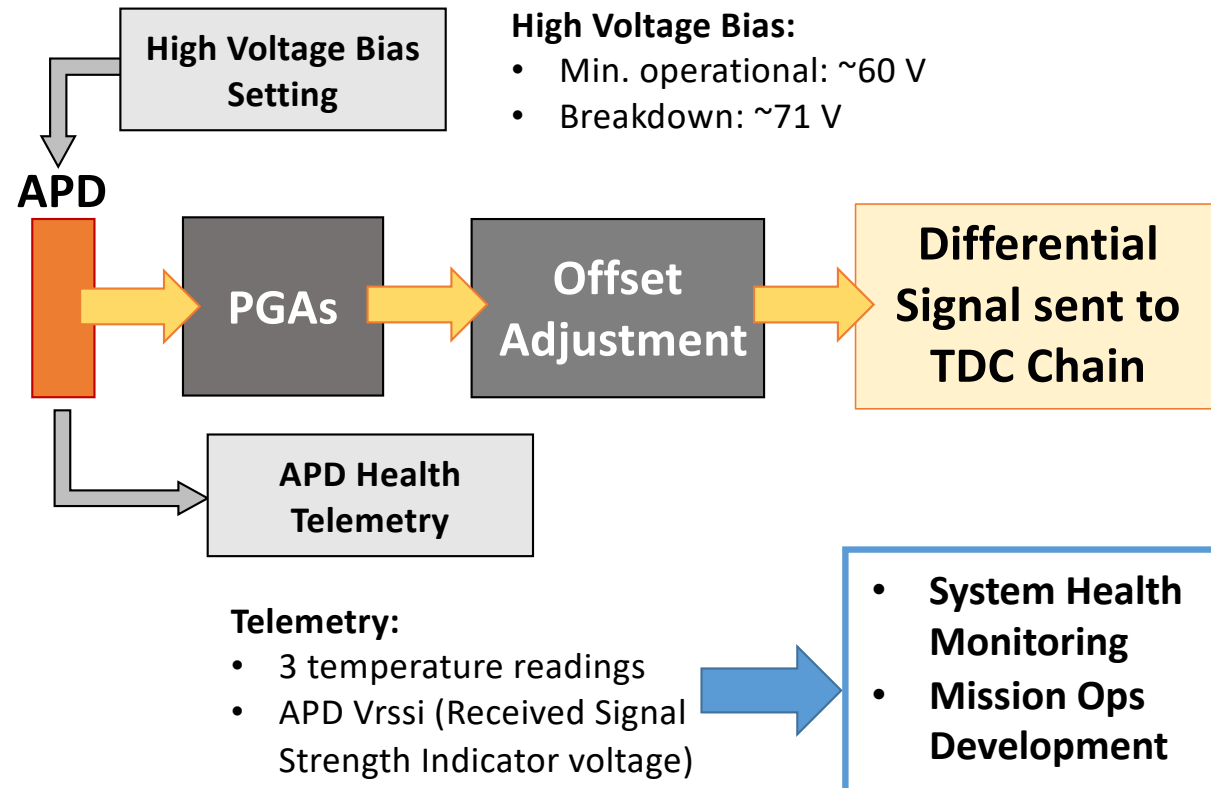 High Voltage Bias
Setting
High Voltage Bias:
• Min. operational: ~60 V
• Breakdown: ~71 V
APD
PGAs
Offset
Adjustment
Differential
Signal sent to
TDC Chain
APD Health
Telemetry
Telemetry:
• 3 temperature readings
• APD Vrssi (Received Signal
Strength Indicator voltage)
• System Health
Monitoring
• Mission Ops
Development